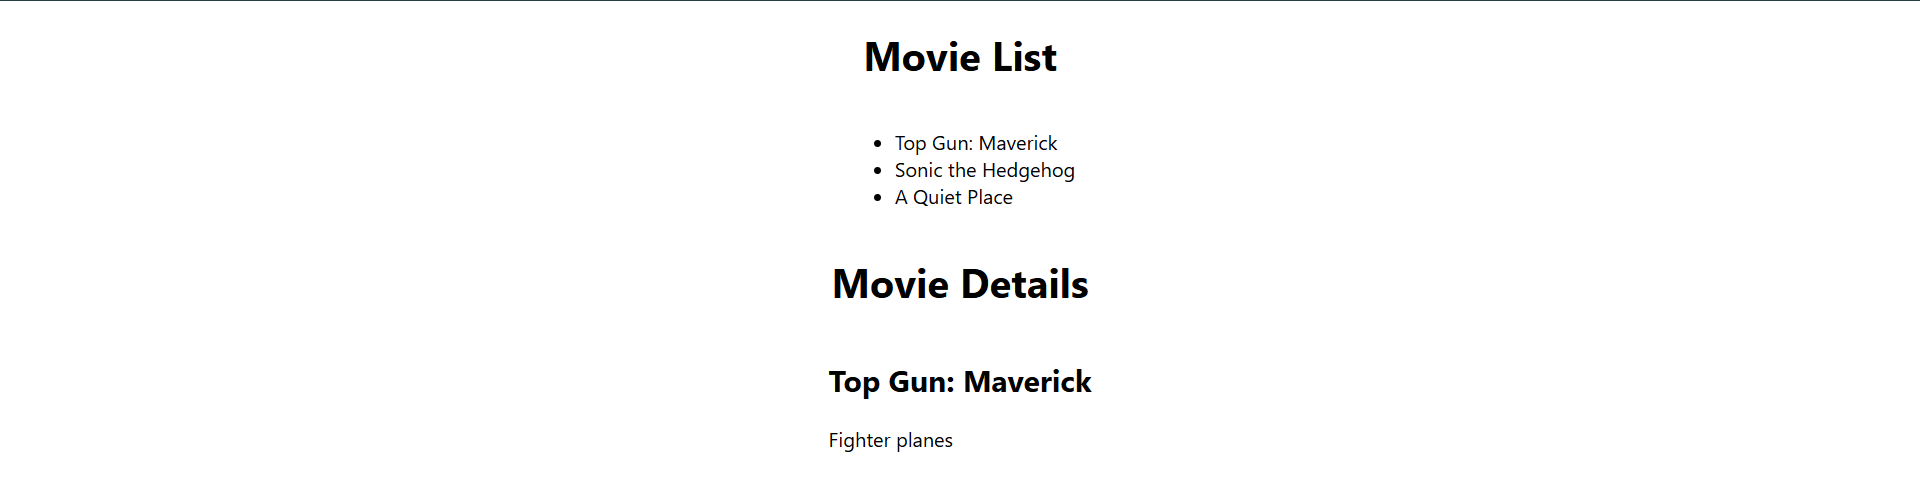 Movie List
• Top Gun: Maverick
• Sonic the Hedgehog
• A Quiet Place
Movie Details
Top Gun: Maverick
Fighter planes